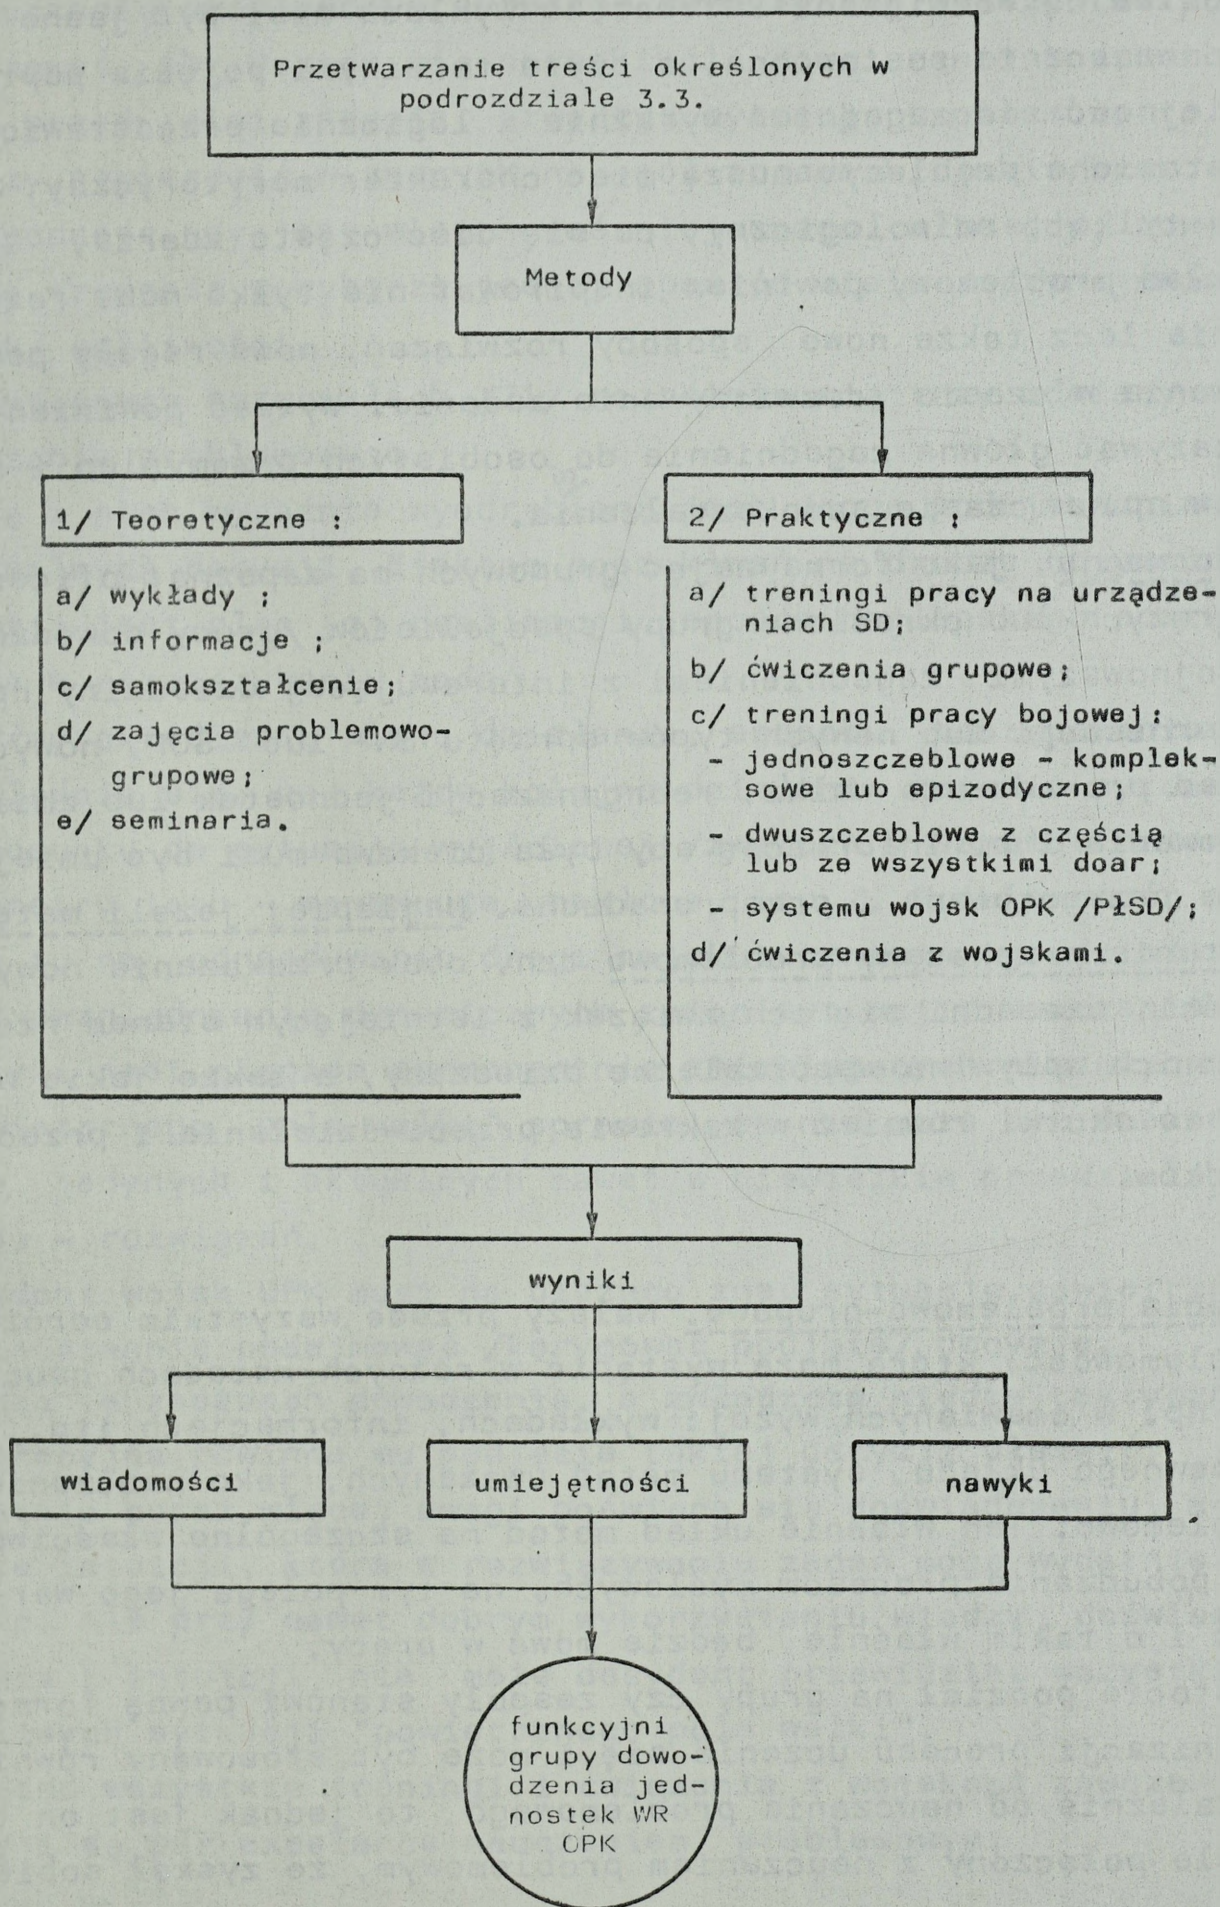 Przetwarzanie treści określonych w
podrozdziale 3.3.
Metody
1/ Teoretyczne :
a/ wykłady ;
b/ informacje ;
c/ samokształcenie;
d/ zajęcia problemowo-
grupowe;
e/ seminaria.
2/ Praktyczne :
a/ treningi pracy na urządze-
niach SD;
b/ ćwiczenia grupowe;
c/ treningi pracy bojowej:
- jednoszczeblowe - komplek-
sowe lub epizodyczne;
- dwuszczeblowe z częścią
lub ze wszystkimi doar;
- systemu wojsk OPK /PłSD/;
d/ ćwiczenia z wojskami.
wyniki
wiadomości
umiejętności
nawyki
funkcyjni
grupy dowo-
dzenia jed-
nostek WR
OPK